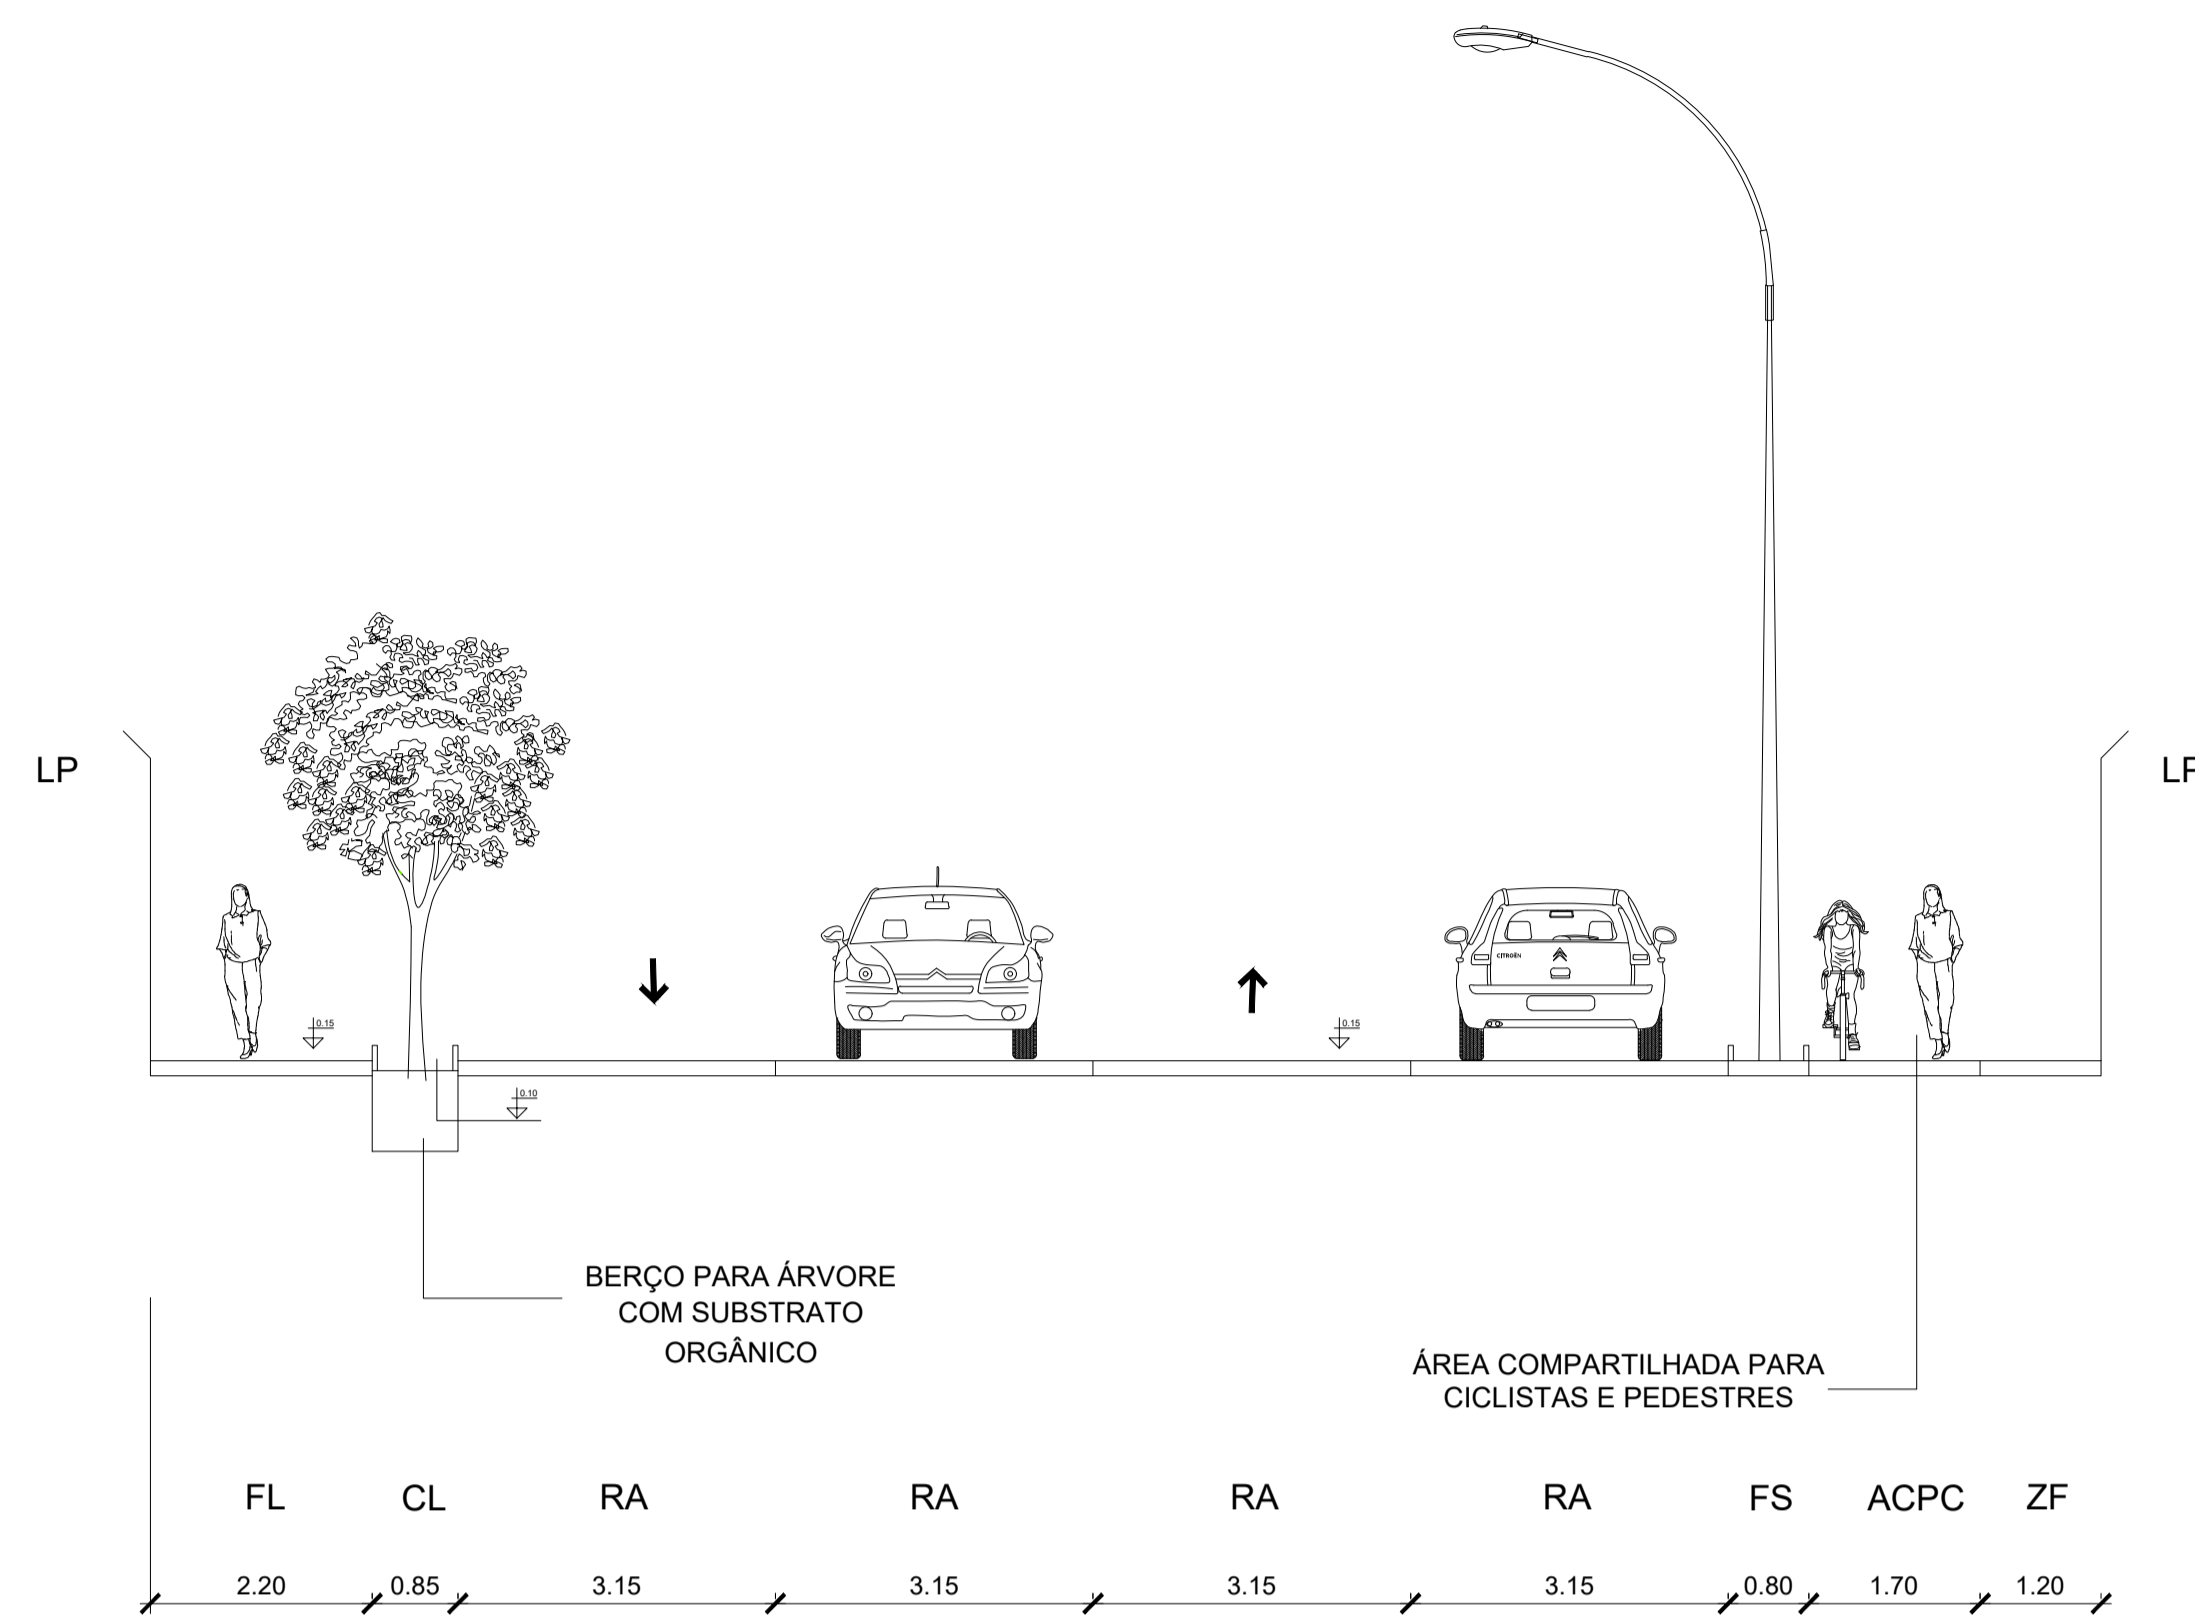 LP
LP
CITROËN
0.15
0.15
0.10
BERÇO PARA ÁRVORE
COM SUBSTRATO
ORGÂNICO
ÁREA COMPARTILHADA PARA
CICLISTAS E PEDESTRES
FL CL RA RA RA RA FS ACPC ZF
2.20 0.85 3.15 3.15 3.15 3.15 0.80 1.70 1.20